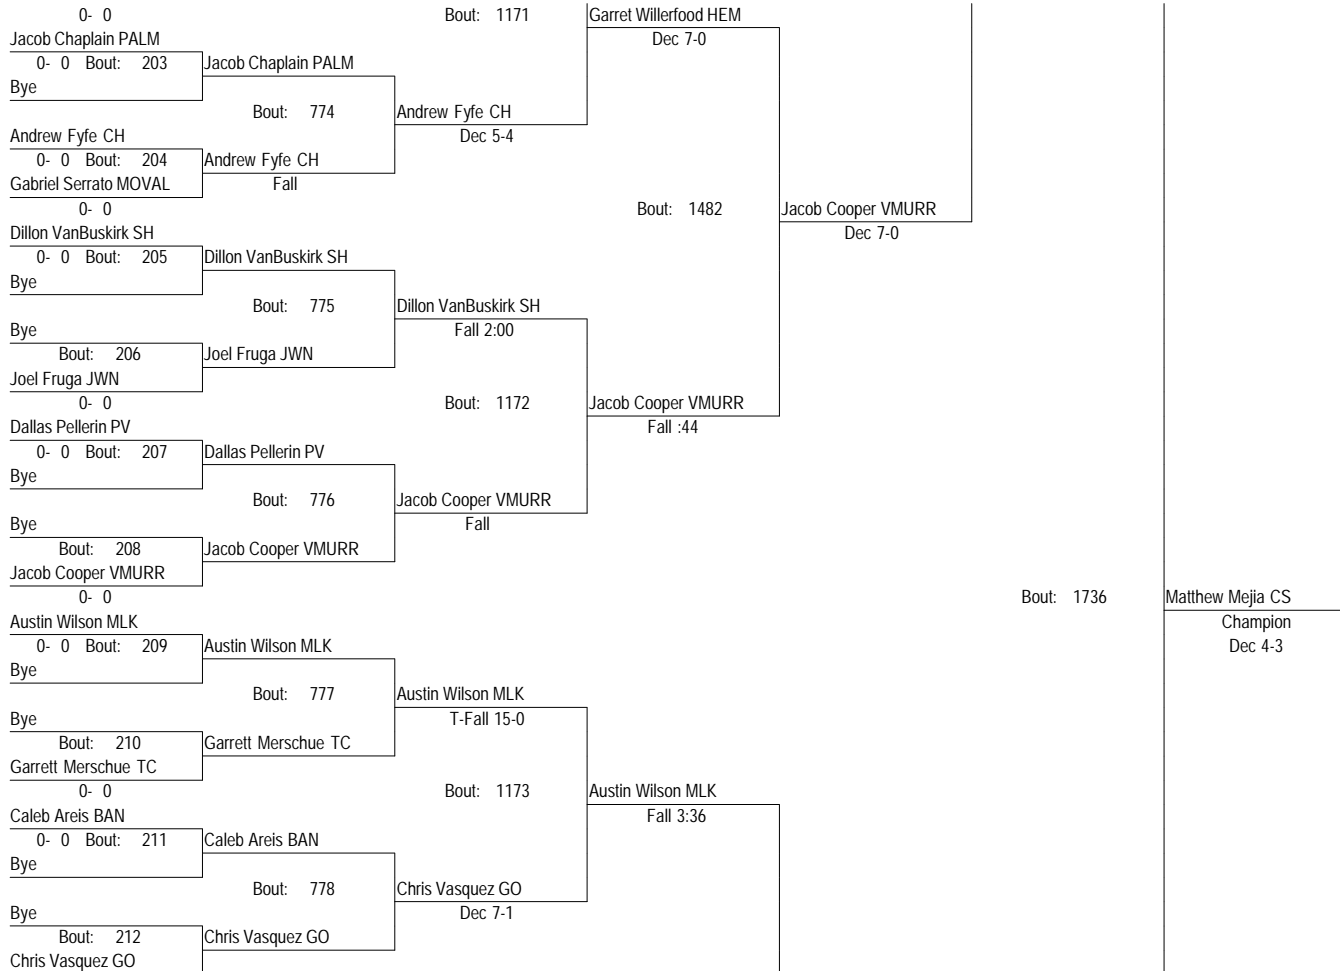 0- 0 Bout: 1171 Garret Willerfood HEM
Jacob Chaplain PALM Dec 7-0
0- 0 Bout: 203 Jacob Chaplain PALM
Bye
Bout: 774 Andrew Fyfe CH
Andrew Fyfe CH Dec 5-4
0- 0 Bout: 204 Andrew Fyfe CH
Gabriel Serrato MOVAL Fall
0- 0 Bout: 1482 Jacob Cooper VMURR
Dillon VanBuskirk SH Dec 7-0
0- 0 Bout: 205 Dillon VanBuskirk SH
Bye
Bout: 775 Dillon VanBuskirk SH
Bye Fall 2:00
Bout: 206 Joel Fruga JWN
Joel Fruga JWN
0- 0 Bout: 1172 Jacob Cooper VMURR
Dallas Pellerin PV Fall :44
0- 0 Bout: 207 Dallas Pellerin PV
Bye
Bout: 776 Jacob Cooper VMURR
Bye Fall
Bout: 208 Jacob Cooper VMURR
Jacob Cooper VMURR
0- 0 Bout: 1736 Matthew Mejia CS
Austin Wilson MLK Champion
0- 0 Bout: 209 Austin Wilson MLK Dec 4-3
Bye
Bout: 777 Austin Wilson MLK
Bye T-Fall 15-0
Bout: 210 Garrett Merschue TC
Garrett Merschue TC
0- 0 Bout: 1173 Austin Wilson MLK
Caleb Areis BAN Fall 3:36
0- 0 Bout: 211 Caleb Areis BAN
Bye
Bout: 778 Chris Vasquez GO
Bye Dec 7-1
Bout: 212 Chris Vasquez GO
Chris Vasquez GO